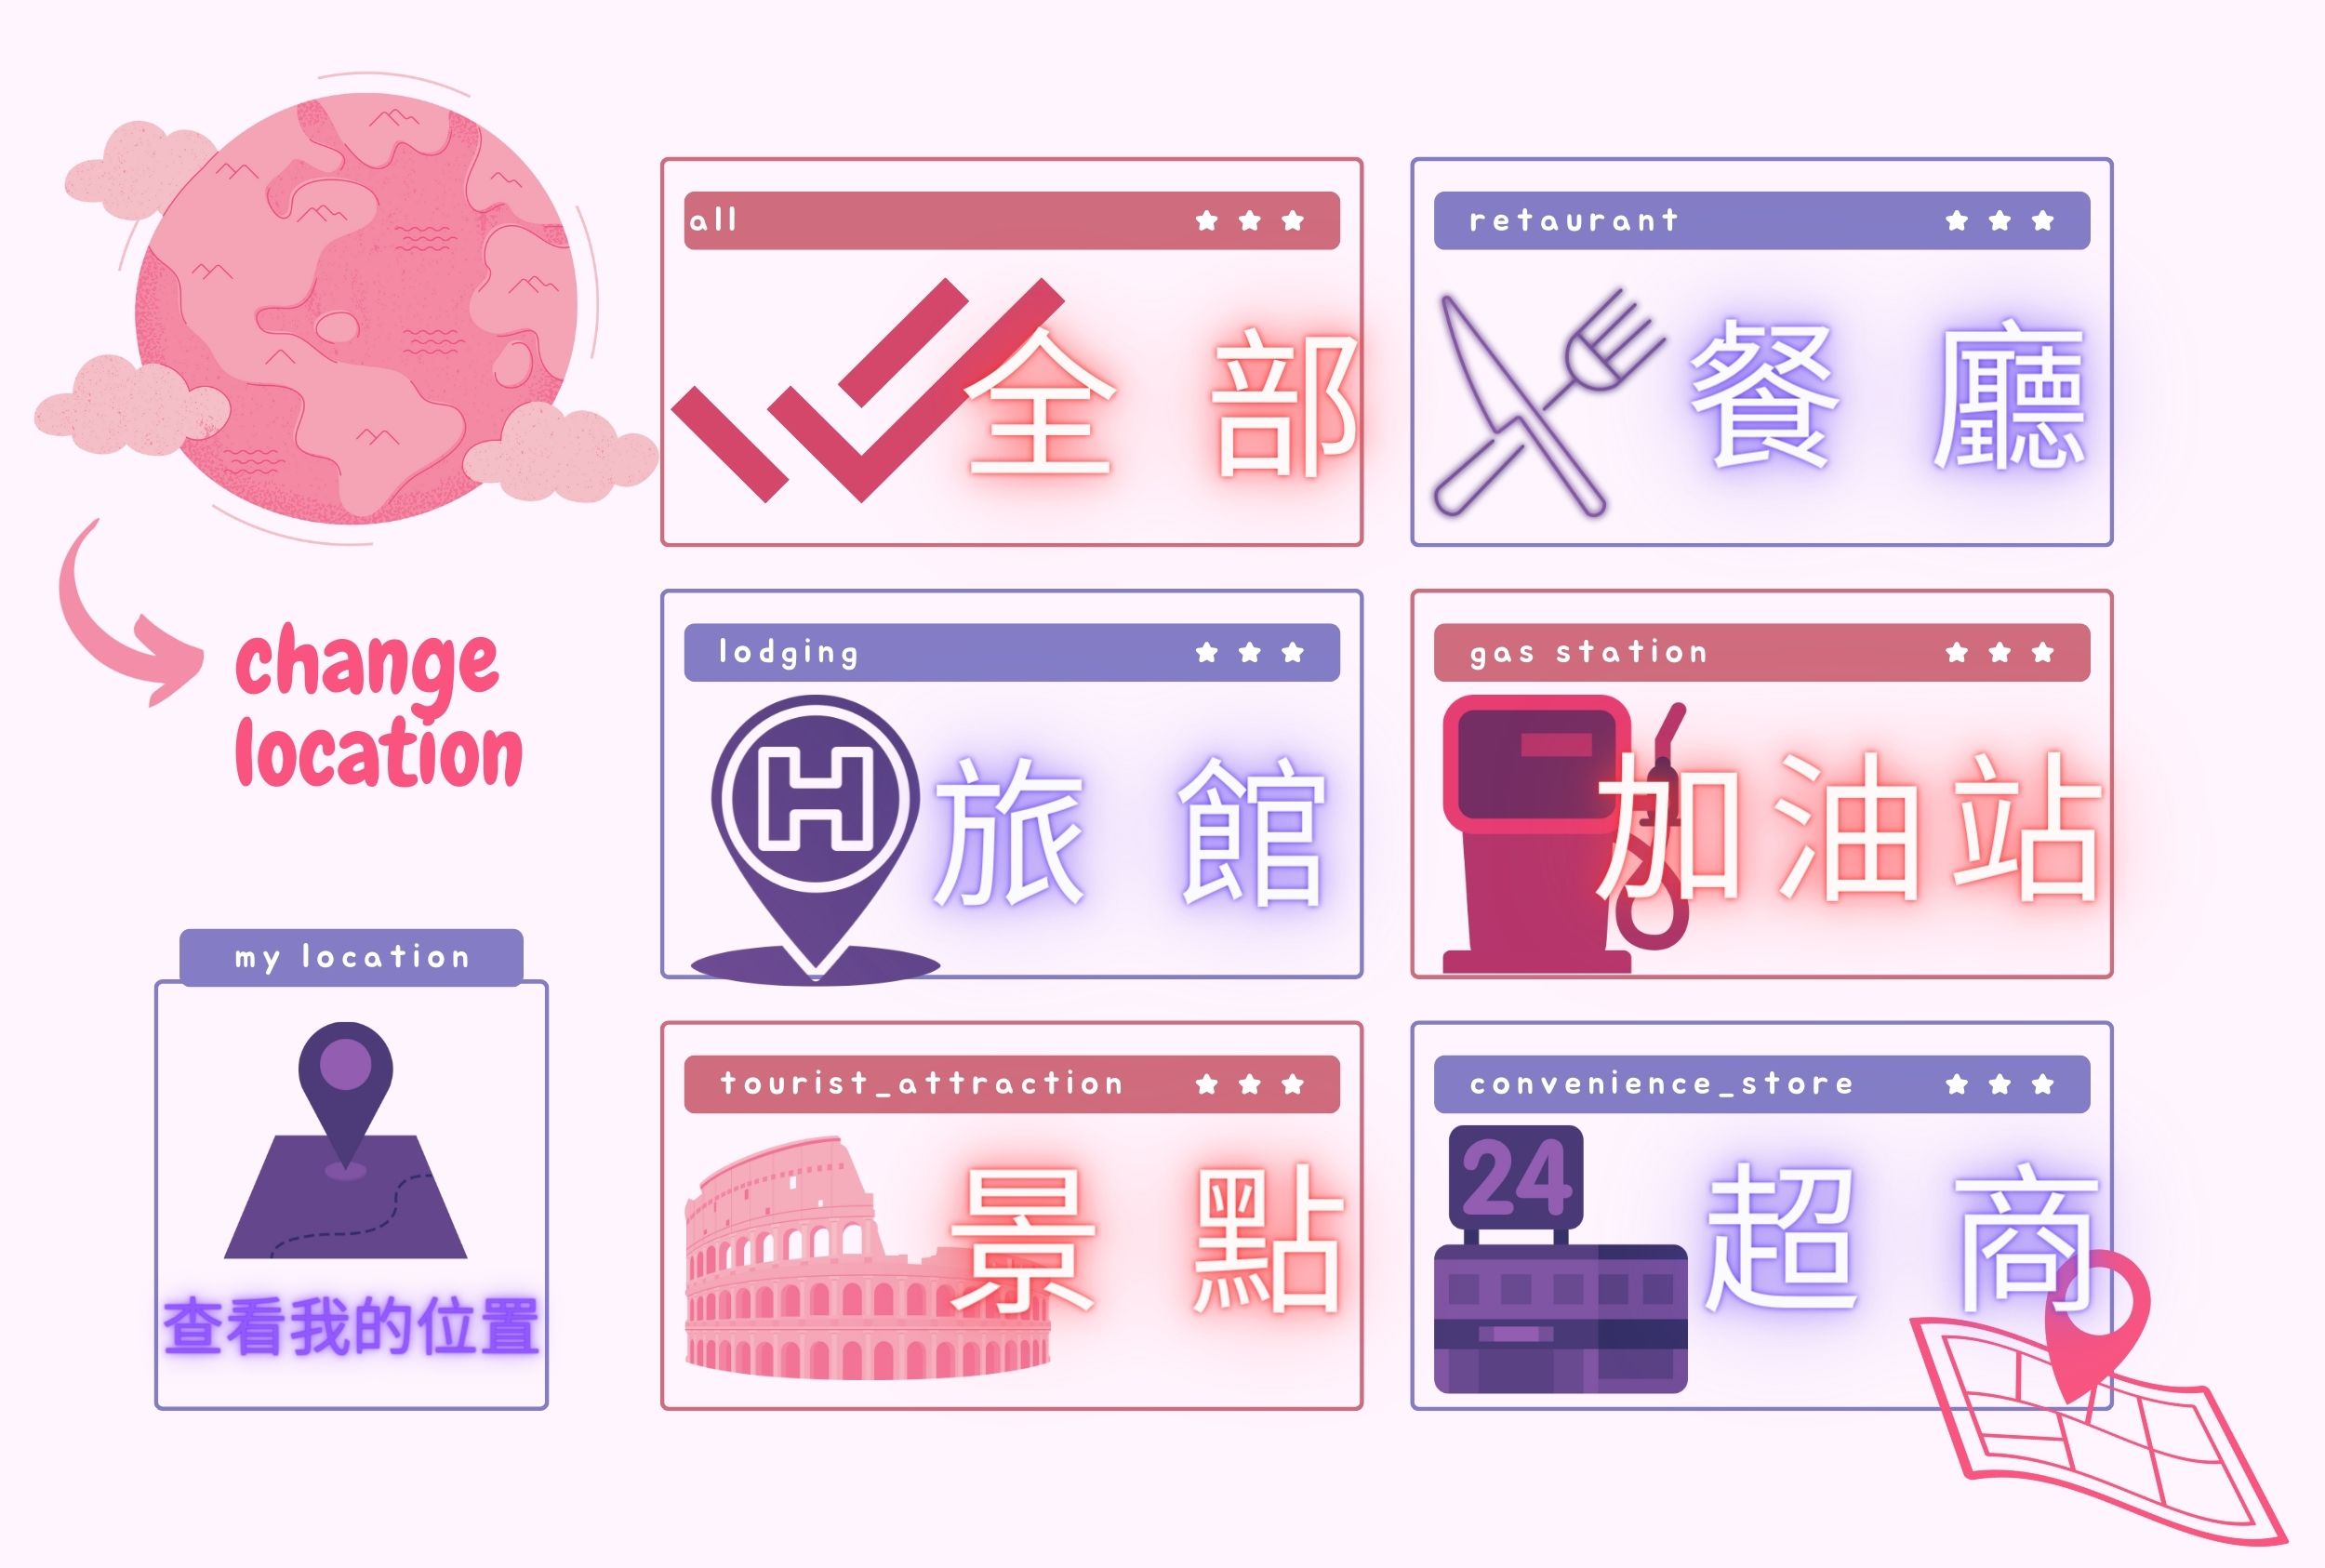 all
全部
retaurant
餐廳
change
location
lodging
H
旅館
gas station
加油站
my location
查看我的位置
tourist_attraction
景點
convenience_store
24
超商